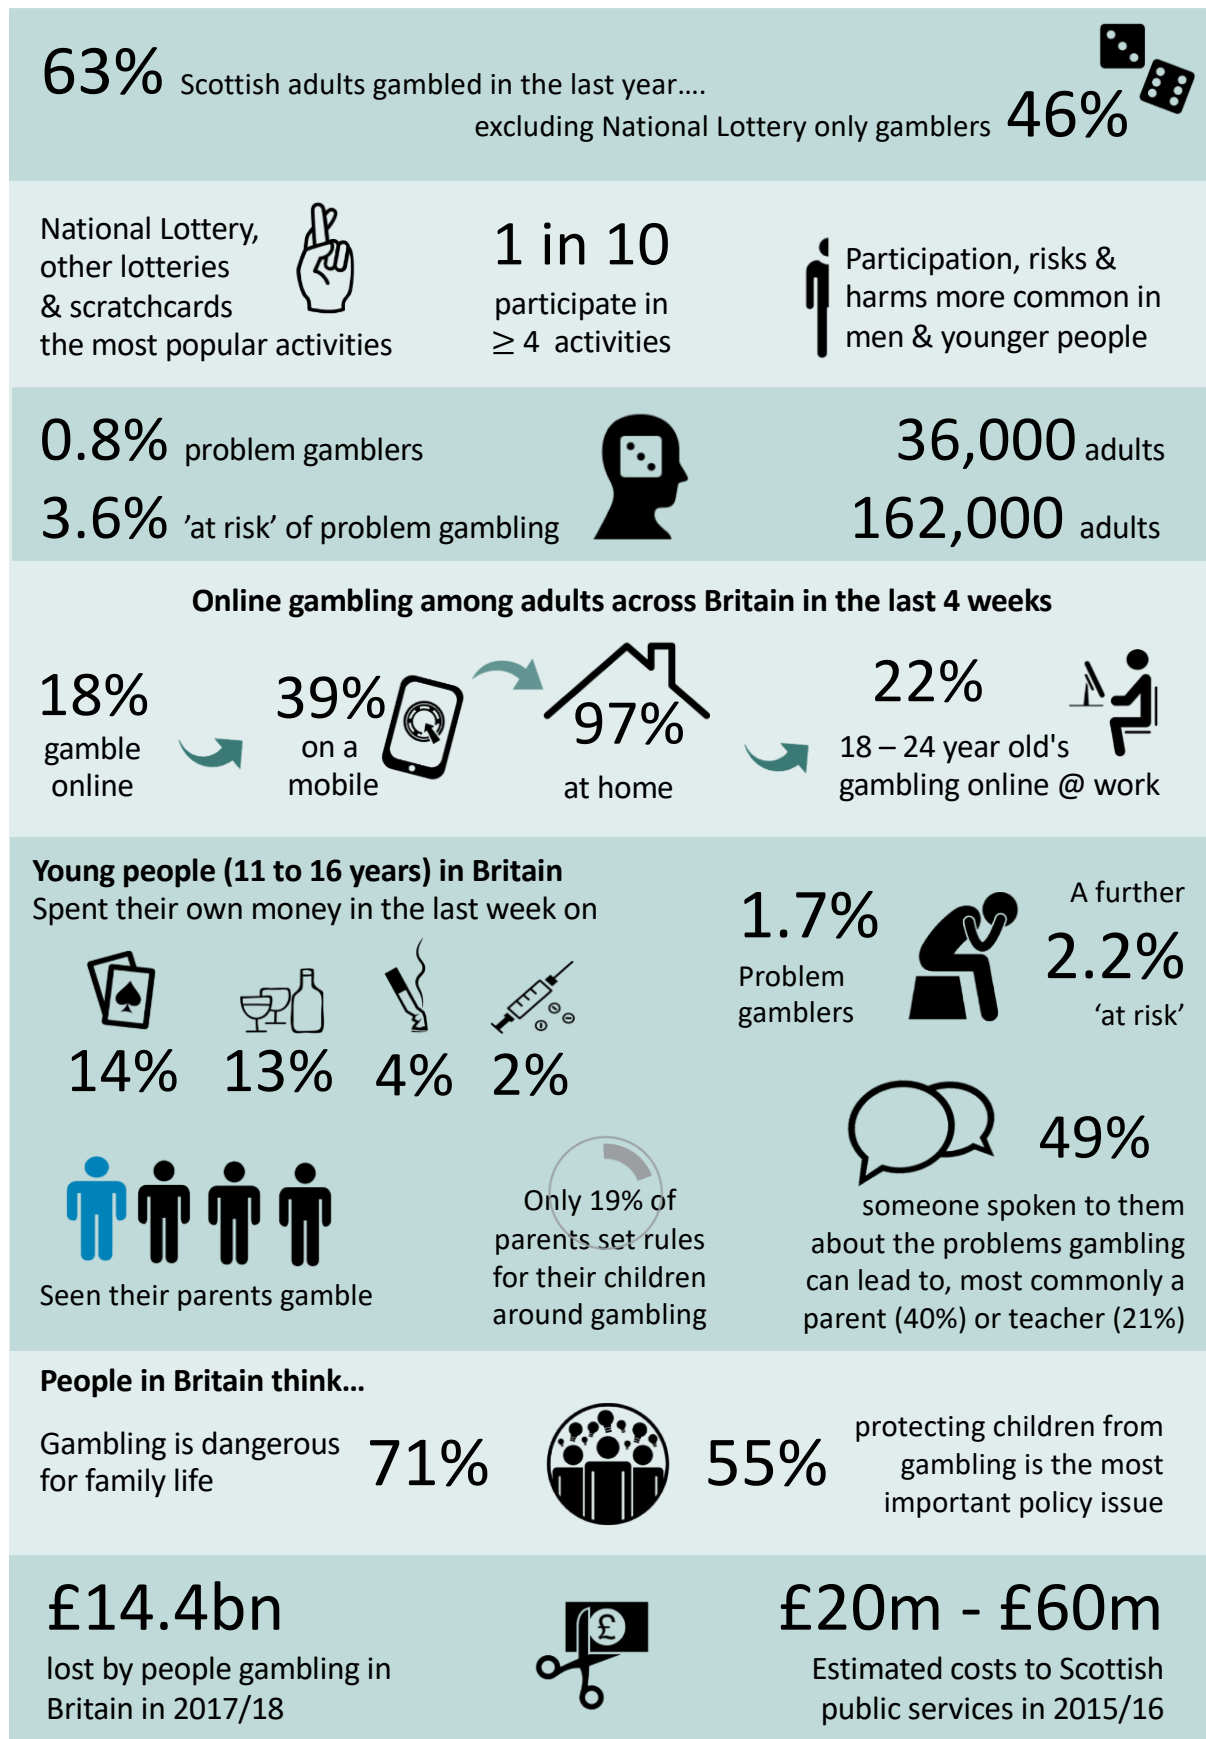 63% Scottish adults gambled in the last year....
excluding National Lottery only gamblers 46%
National Lottery,
other lotteries
& scratchcards
the most popular activities
1 in 10
participate in
≥ 4 activities
Participation, risks &
harms more common in
men & younger people
0.8% problem gamblers
36,000 adults
3.6% ’at risk’ of problem gambling
162,000 adults
Online gambling among adults across Britain in the last 4 weeks
18%
gamble
online
39%
on a
mobile
97%
at home
22%
18 – 24 year old's
gambling online @ work
Young people (11 to 16 years) in Britain
Spent their own money in the last week on
14% 13% 4% 2%
1.7%
Problem
gamblers
A further
2.2%
‘at risk’
Seen their parents gamble
Only 19% of
parents set rules
for their children
around gambling
49%
someone spoken to them
about the problems gambling
can lead to, most commonly a
parent (40%) or teacher (21%)
People in Britain think...
Gambling is dangerous
for family life
71%
55%
protecting children from
gambling is the most
important policy issue
£14.4bn
lost by people gambling in
Britain in 2017/18
£
£20m - £60m
Estimated costs to Scottish
public services in 2015/16